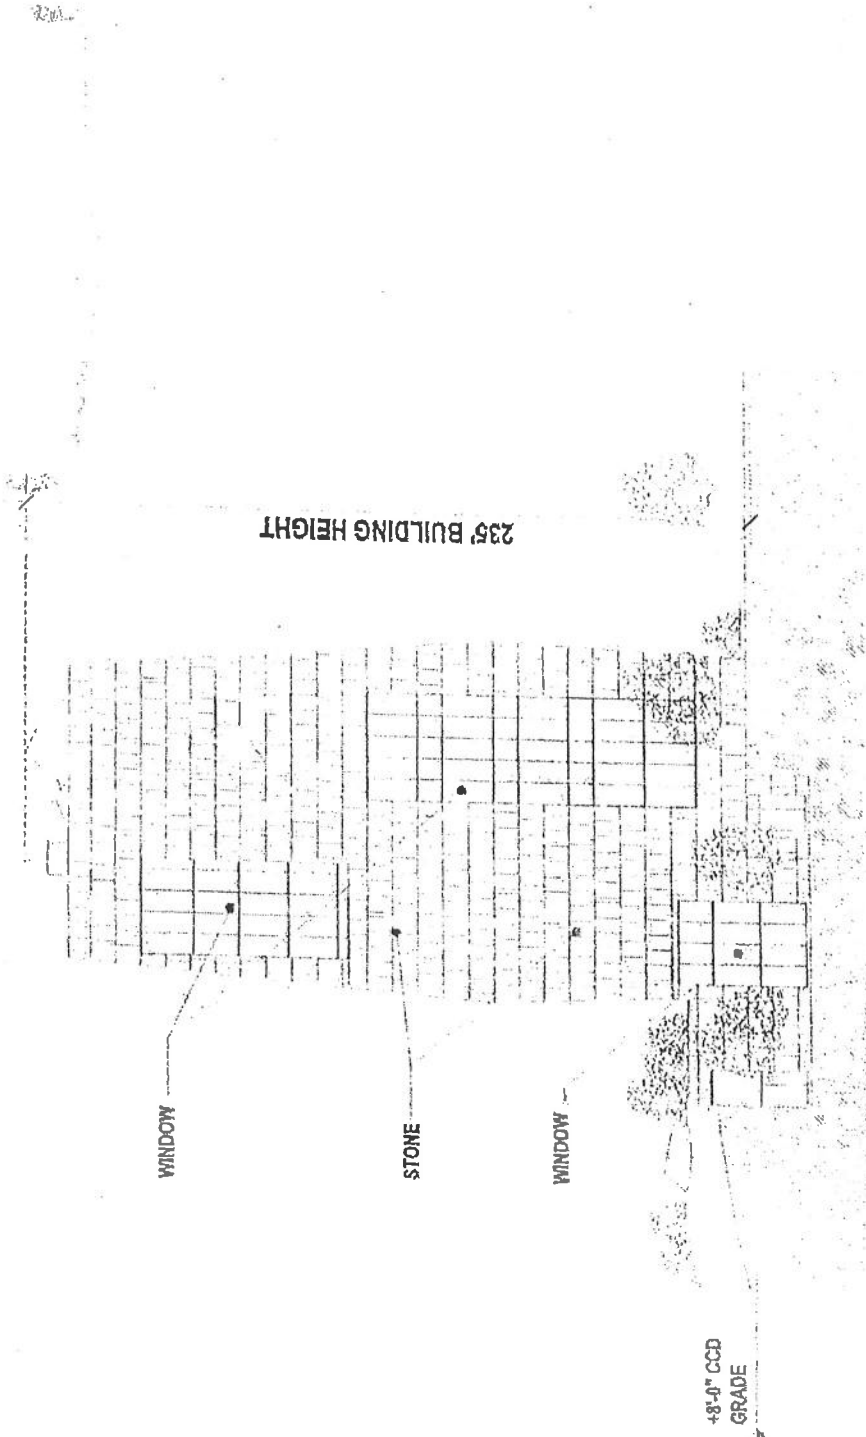 235' BUILDING HEIGHT
WINDOW
STONE
WINDOW
+8'-0" CCD
GRADE